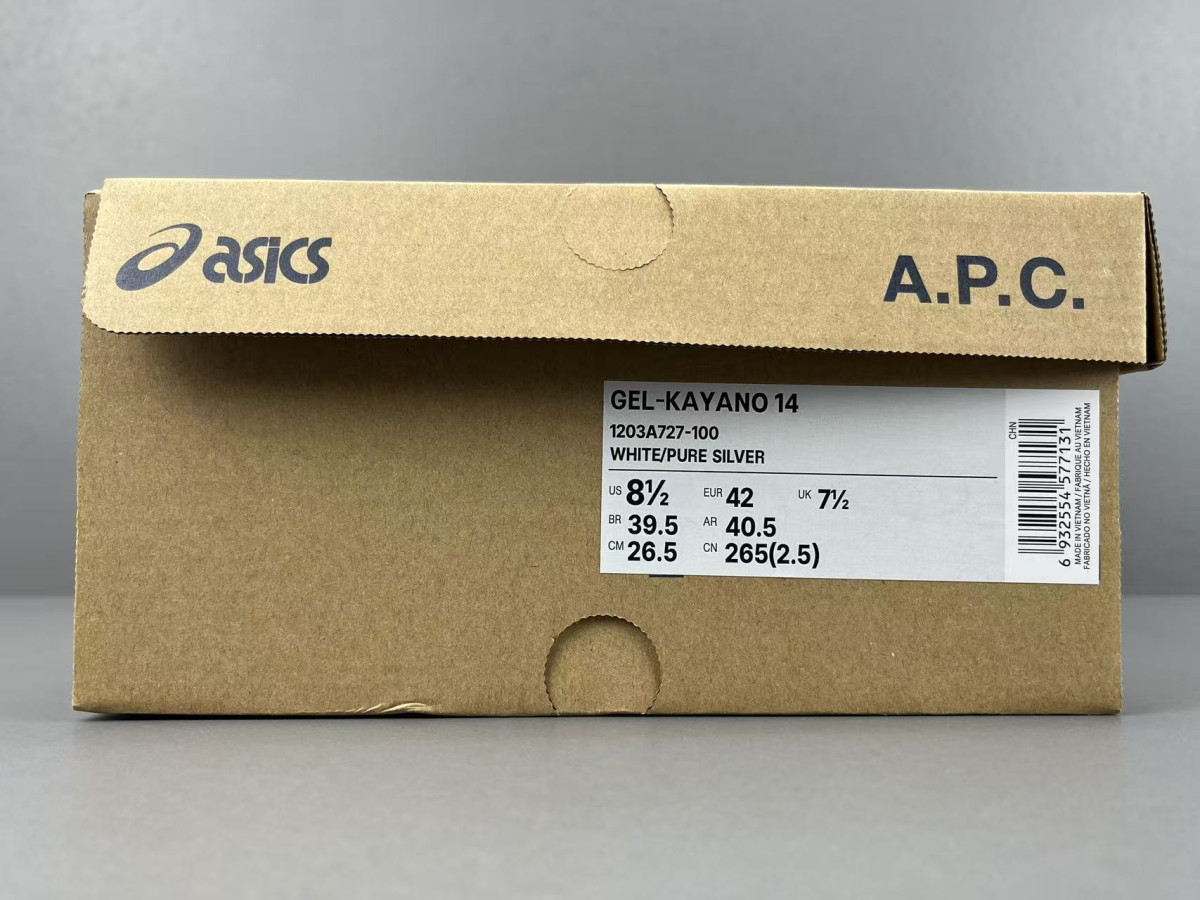 asics
A.P.C.
GEL-KAYANO 14
1203A727-100
WHITE/PURE SILVER
US 8½ EUR 42 UK 7½
BR 39.5 AR 40.5
CM 26.5 CN 265(2.5)
CHN
6 932554 577131
MADE IN VIETNAM / FABRIQUE AU VIETNAM
FABRICADO NO VIETNÃ / HECHO EN VIETNAM